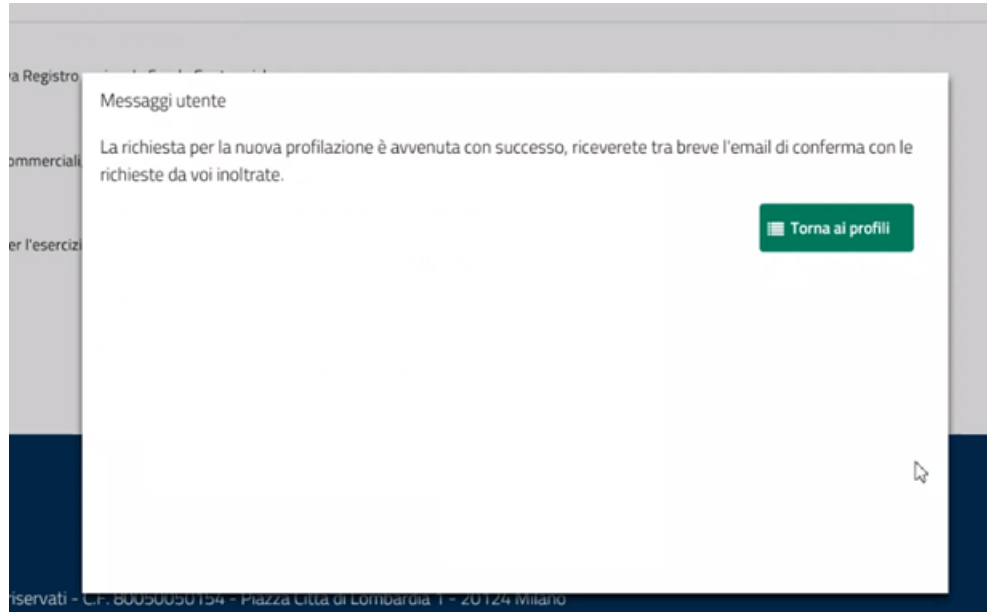 va Registro
Messaggi utente
La richiesta per la nuova profilazione è avvenuta con successo, riceverete tra breve l'email di conferma con le
ommerciali
richieste da voi inoltrate.
Torna ai profili
er l'esercizi
riservati - C.F. 80050050154 - Piazza Città di Lombardia 1 - 20124 Milano